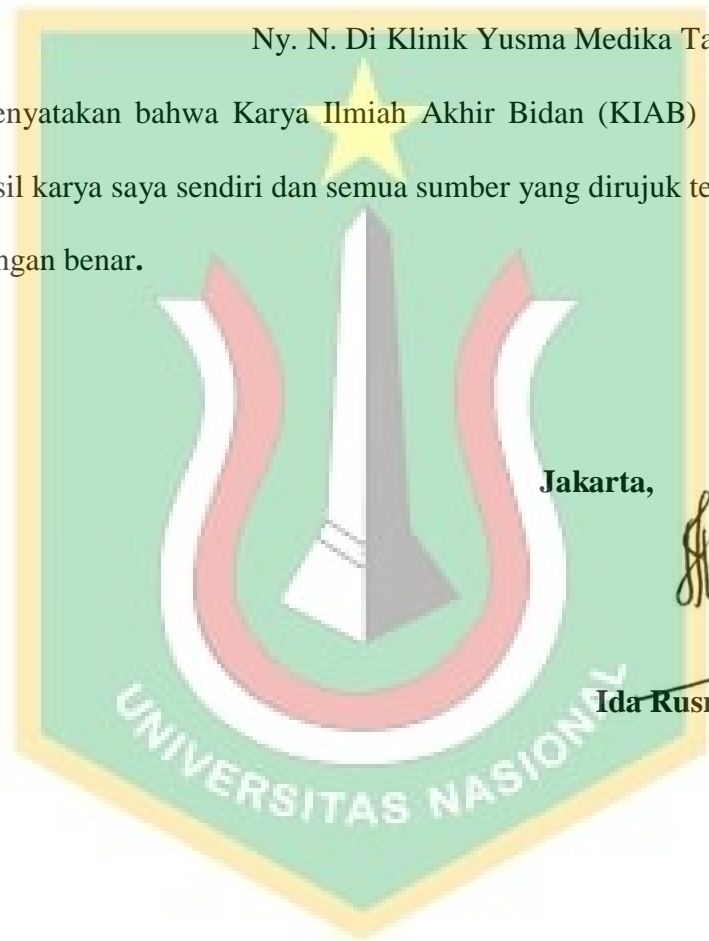 Ny. N. Di Klinik Yusma Medika Ta
enyatakan bahwa Karya Ilmiah Akhir Bidan (KIAB)
sil karya saya sendiri dan semua sumber yang dirujuk te
ngan benar.
Jakarta,
Ida Rusn
UNIVERSITAS NASIONAL